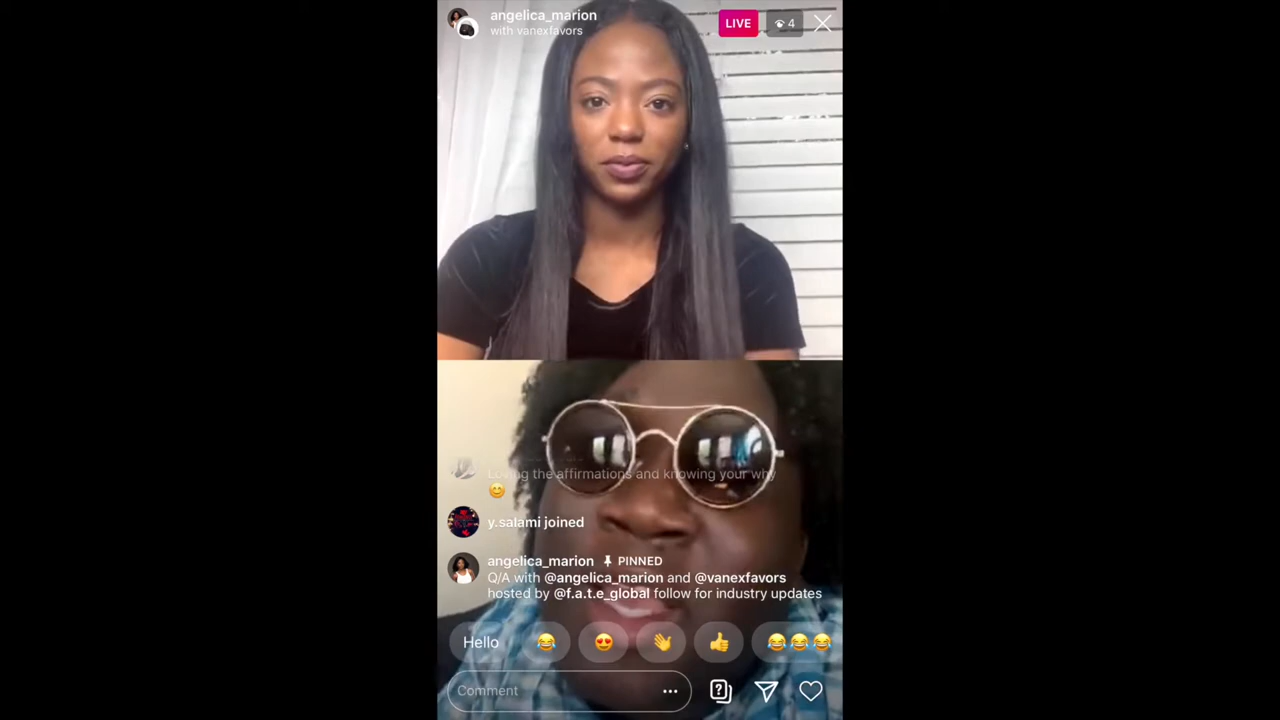 angelica_marion
with vanexfavors
LIVE
4
Loving the affirmations and knowing your why
😊
y.salami joined
angelica_marion PINNED
Q/A with @angelica_marion and @vanexfavors
hosted by @f.a.t.e_global follow for industry updates
Hello 😂 😍 👋 👍 😂😂😂
Comment